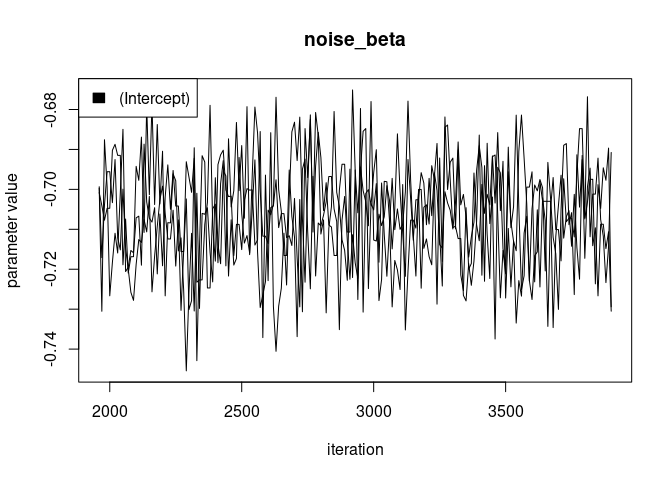 noise_beta
(Intercept)
parameter value
-0.68
-0.70
-0.72
-0.74
2000 2500 3000 3500
iteration